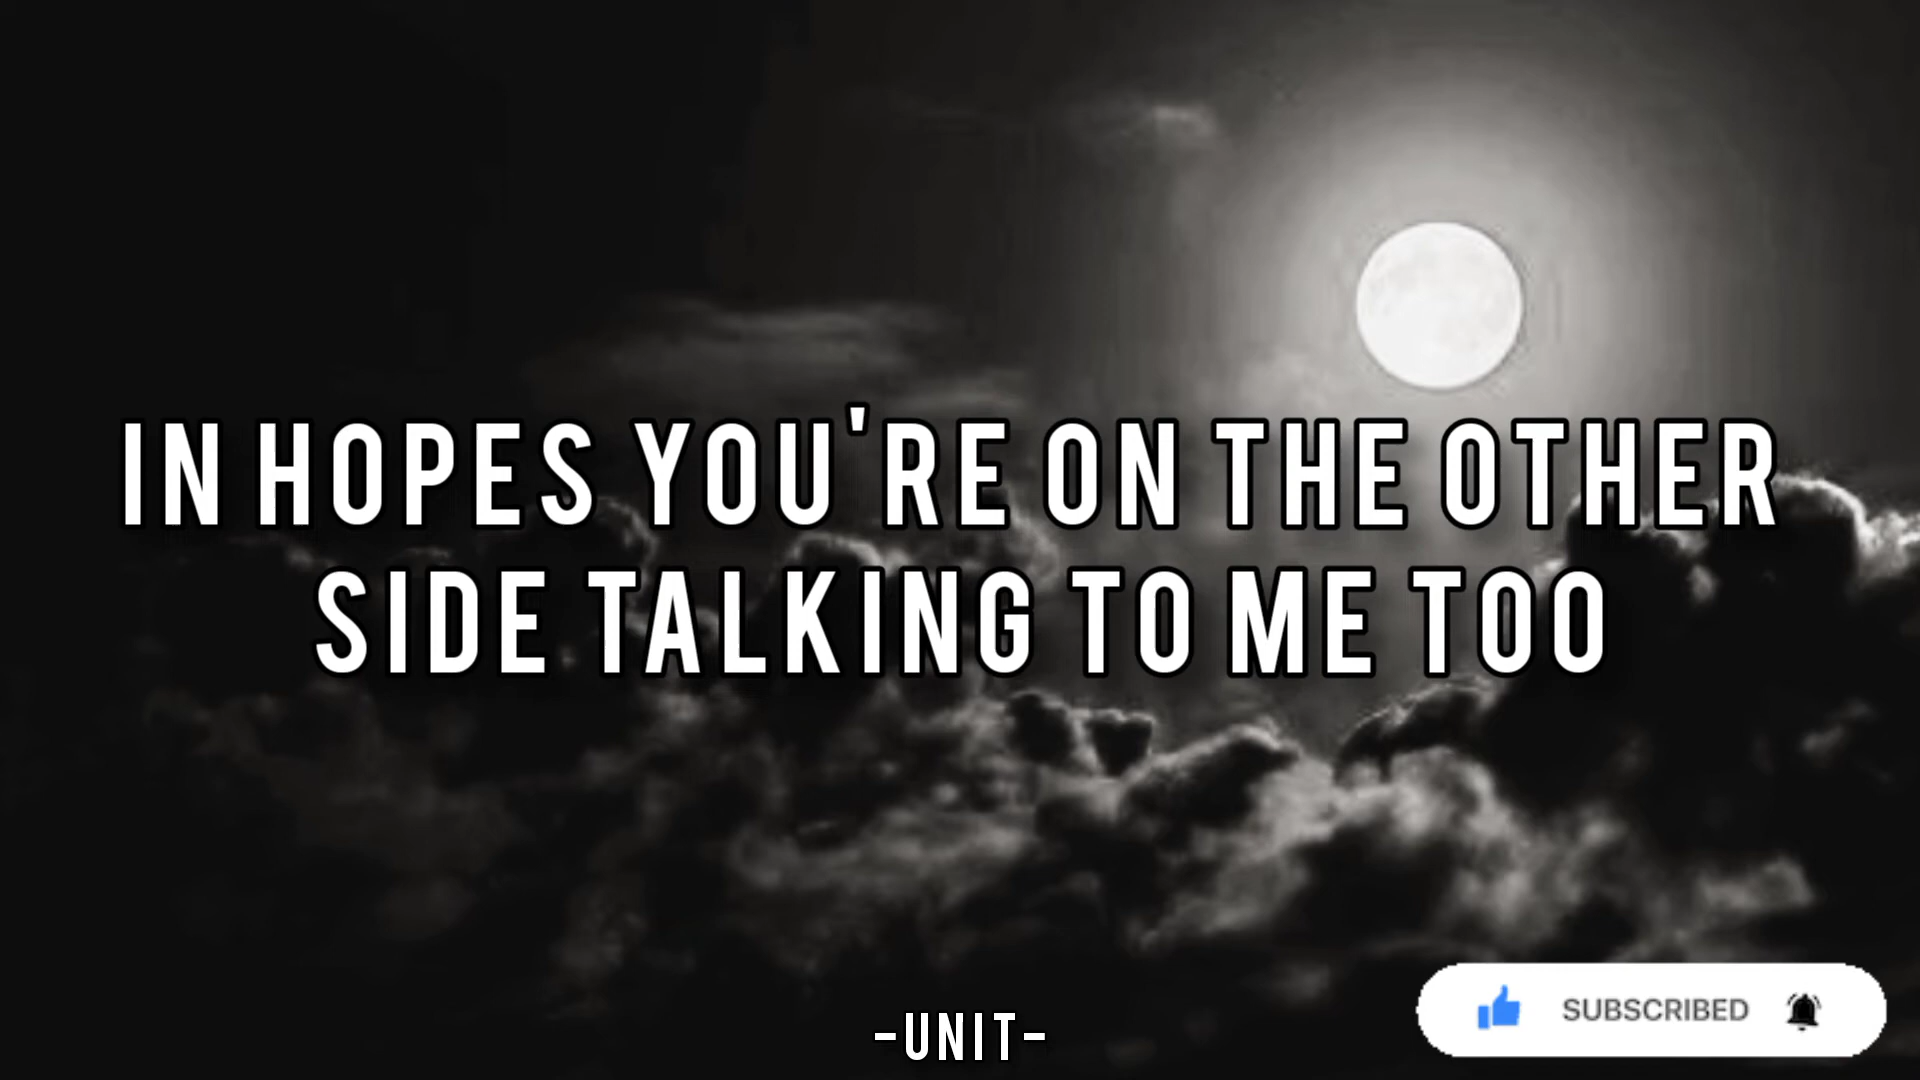 IN HOPES YOU'RE ON THE OTHER
SIDE TALKING TO ME TOO
-UNIT-
SUBSCRIBED